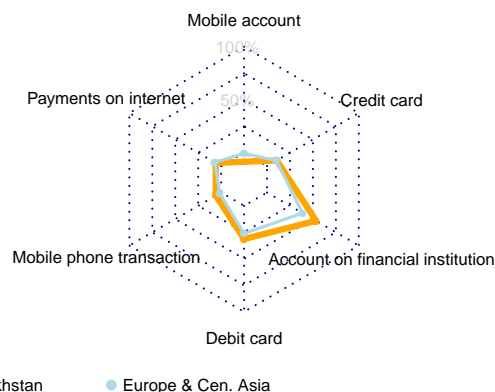 Mobile account
100%
Payments on internet
50%
Credit card
Mobile phone transaction
Account on financial institution
Debit card
khstan
Europe & Cen. Asia